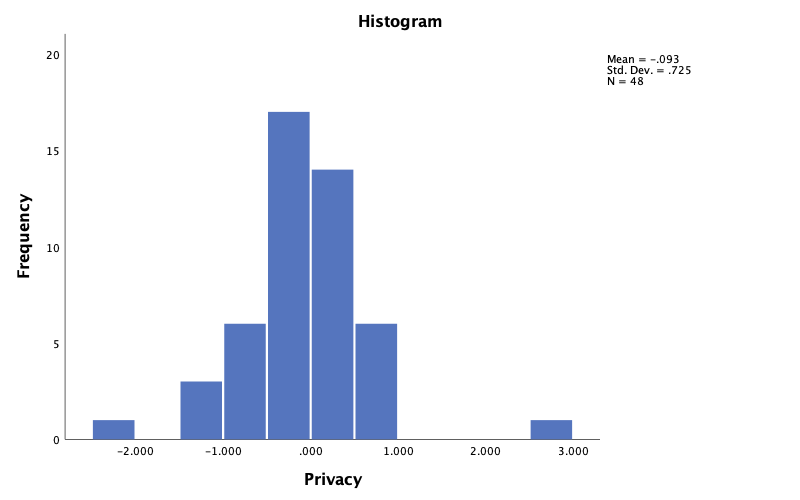 Histogram
20
15
10
5
0
Frequency
Mean = –.093
Std. Dev. = .725
N = 48
–2.000 –1.000 .000 1.000 2.000 3.000
Privacy